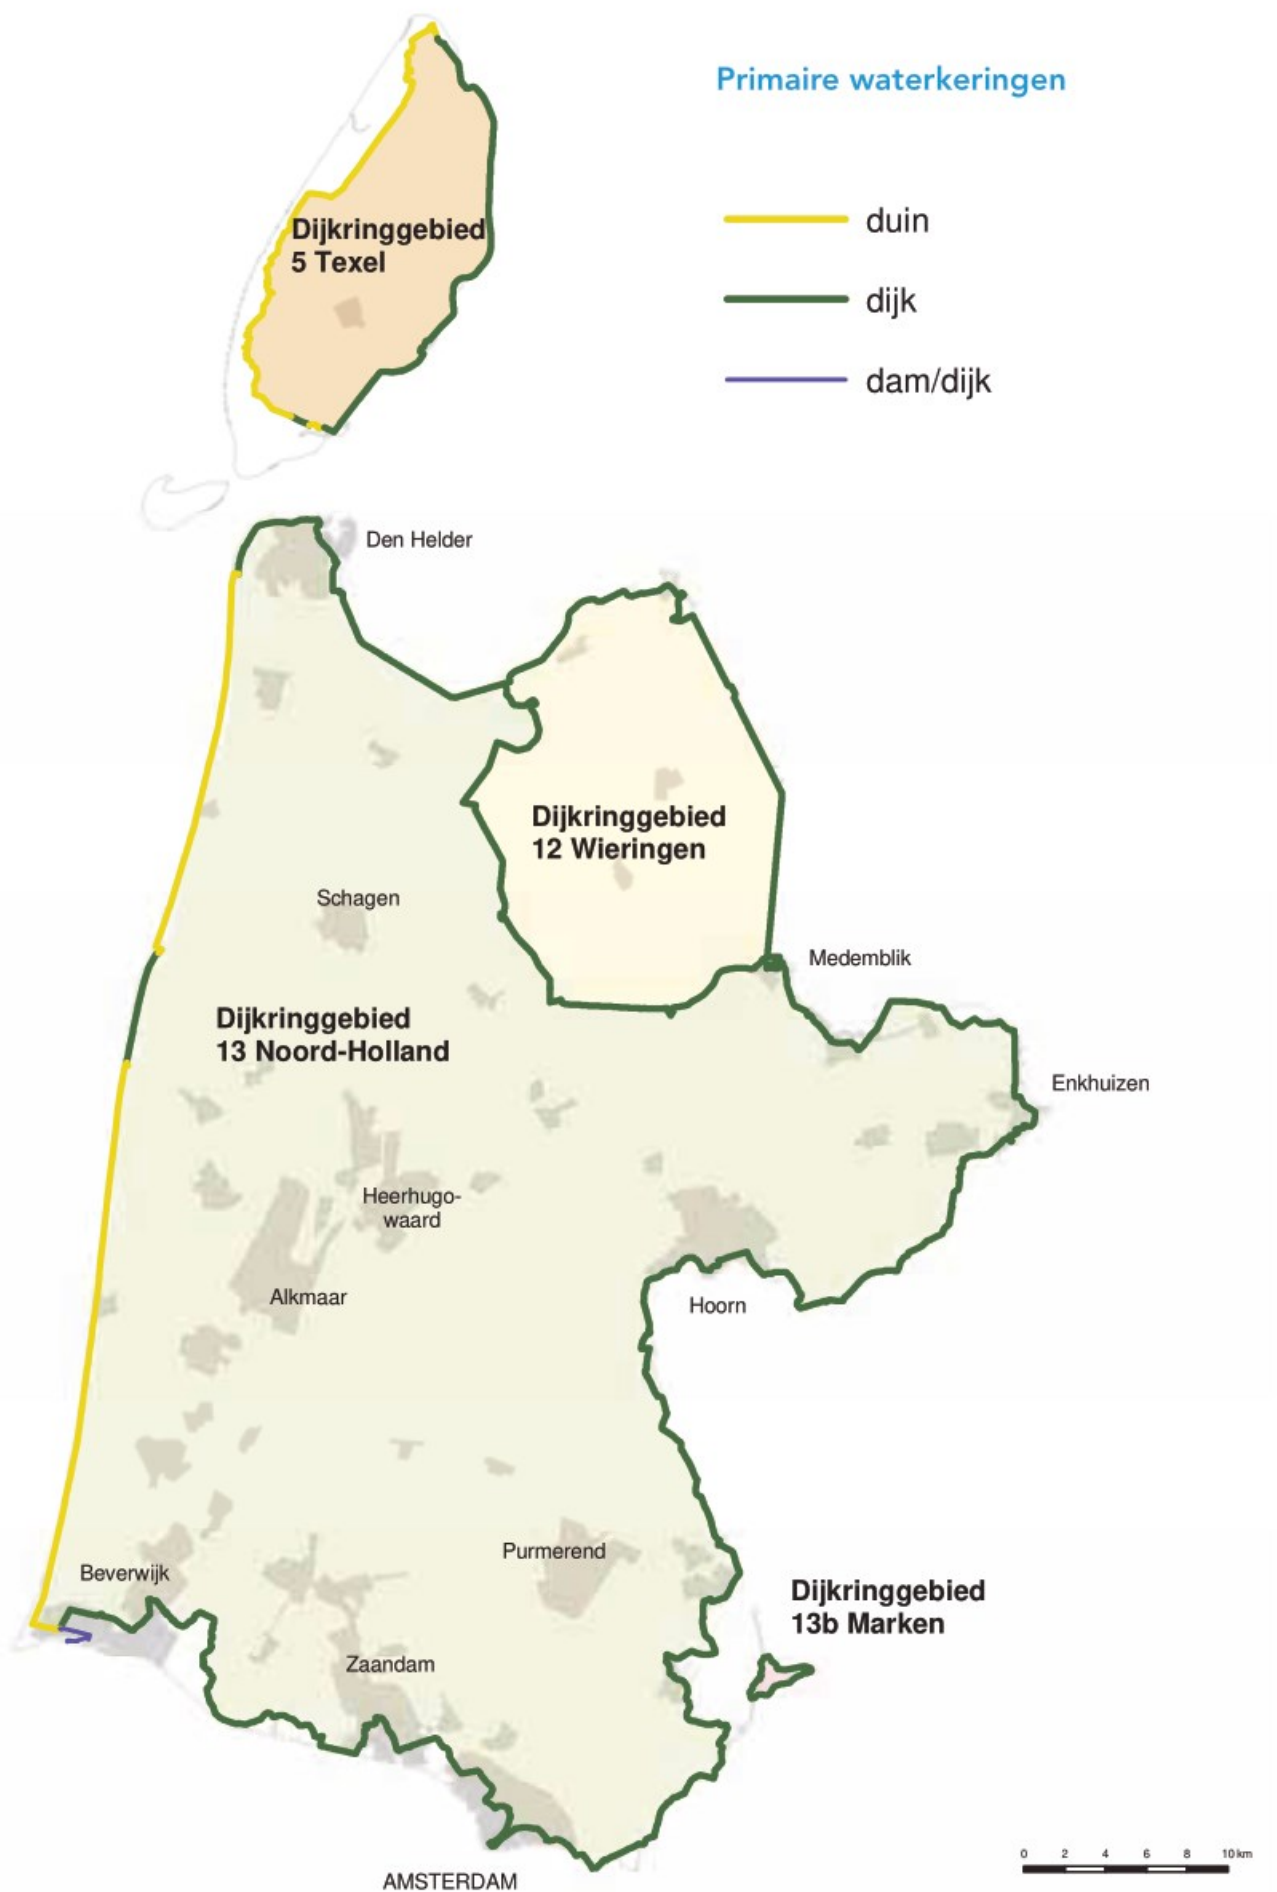 Primaire waterkeringen
duin
dijk
dam/dijk
Dijkringgebied
5 Texel
Den Helder
Dijkringgebied
12 Wieringen
Schagen
Medemblik
Dijkringgebied
13 Noord-Holland
Enkhuizen
Heerhugo-
waard
Alkmaar
Hoorn
Purmerend
Beverwijk
Dijkringgebied
13b Marken
Zaandam
AMSTERDAM
0 2 4 6 8 10 km